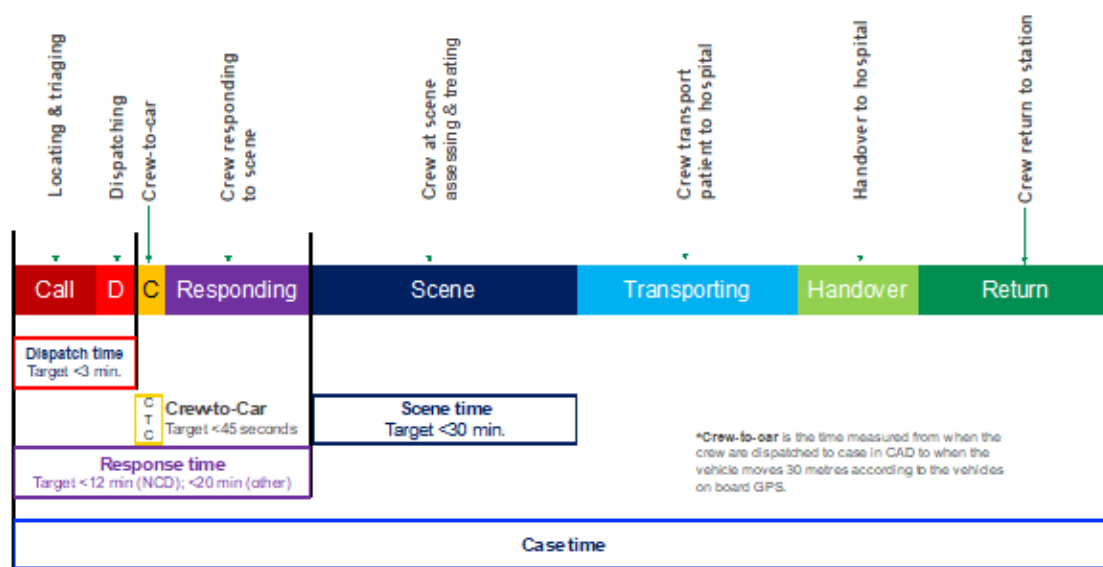 Locating & triaging
Dispatching
Crew-to-car
Crew responding
to scene
Crew at scene
assessing & treating
Crew transport
patient to hospital
Handover to hospital
Crew return to station
Call
D
C
Responding
Scene
Transporting
Handover
Return
Dispatch time
Target <3 min.
C
T
C
Crew-to-Car
Target <45 seconds
Scene time
Target <30 min.
Response time
Target <12 min (NCD); <20 min (other)
*Crew-to-car is the time measured from when the
crew are dispatched to case in CAD to when the
vehicle moves 30 metres according to the vehicles
on board GPS.
Case time